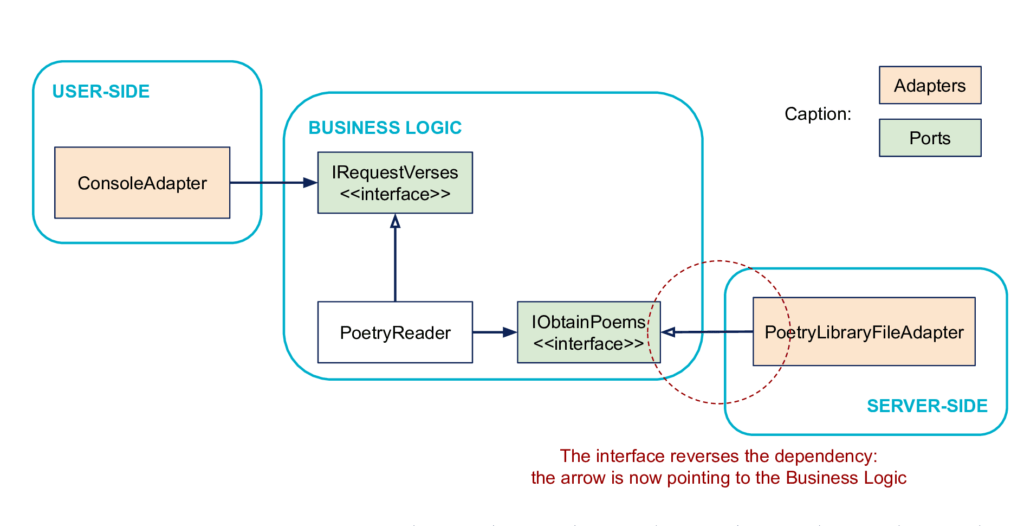 USER-SIDE
ConsoleAdapter
BUSINESS LOGIC
IRequestVerses
<<interface>>
PoetryReader
IObtainPoems
<<interface>>
Caption:
Adapters
Ports
PoetryLibraryFileAdapter
SERVER-SIDE
The interface reverses the dependency:
the arrow is now pointing to the Business Logic